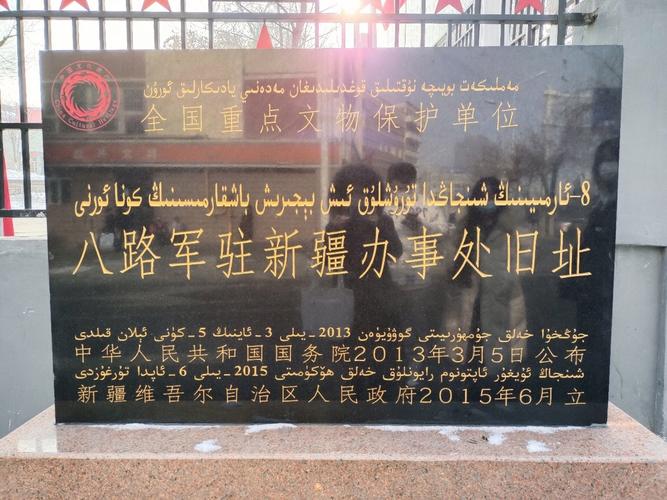 مەملىكەت بويىچە نۇقتىلىق قوغدىلىدىغان مەدەنىي يادىكارلىق ئورۇن
全国重点文物保护单位
8-ئارمىيىنىڭ شىنجاڭدا تۇرۇشلۇق ئىش بېجىرىش باشقارمىسىنىڭ كونا ئورنى
八路军驻新疆办事处旧址
جۇڭخۇا خەلق جۇمھۇرىيىتى گوۋۇيۈەن 2013-يىلى 3-ئاينىڭ 5-كۈنى ئېلان قىلدى
中华人民共和国国务院2013年3月5日公布
شىنجاڭ ئۇيغۇر ئاپتونوم رايونلۇق خەلق ھۆكۈمىتى 2015-يىلى 6-ئايدا تۇرغۇزدى
新疆维吾尔自治区人民政府2015年6月立